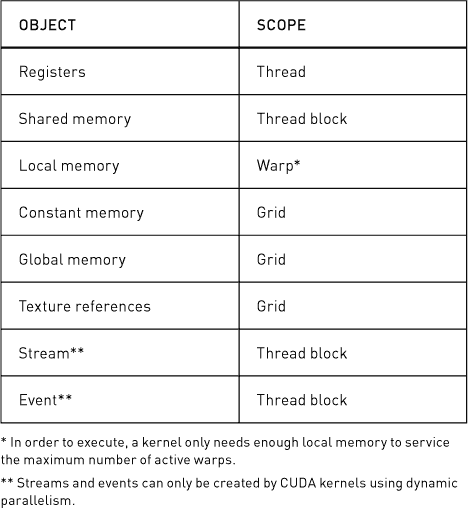 OBJECT SCOPE
Registers Thread
Shared memory Thread block
Local memory Warp*
Constant memory Grid
Global memory Grid
Texture references Grid
Stream** Thread block
Event** Thread block
* In order to execute, a kernel only needs enough local memory to service
the maximum number of active warps.
** Streams and events can only be created by CUDA kernels using dynamic
parallelism.